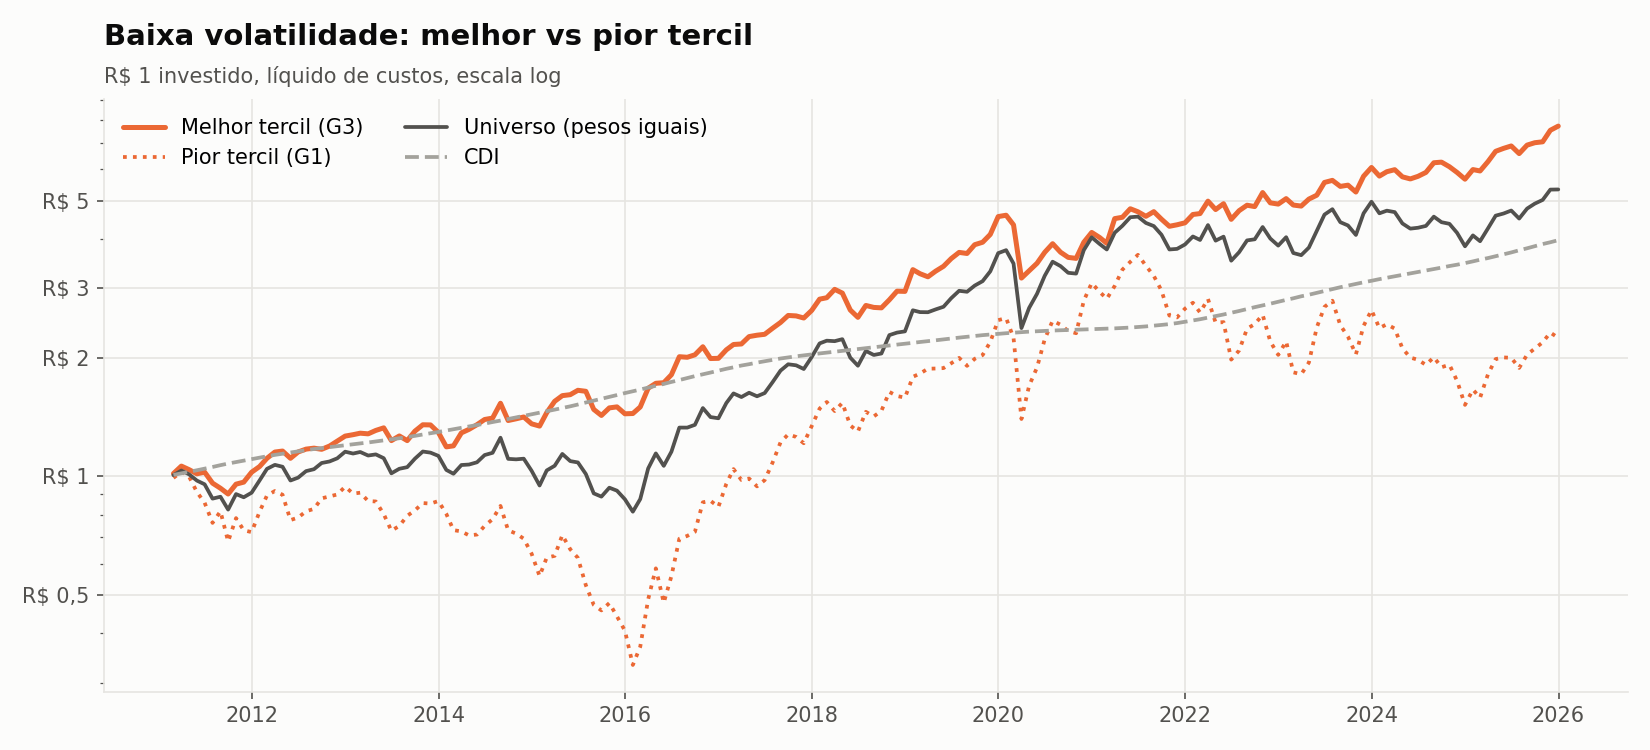 Baixa volatilidade: melhor vs pior tercil
R$ 1 investido, líquido de custos, escala log
Melhor tercil (G3)
Pior tercil (G1)
Universo (pesos iguais)
CDI
R$ 5
R$ 3
R$ 2
R$ 1
R$ 0,5
2012
2014
2016
2018
2020
2022
2024
2026